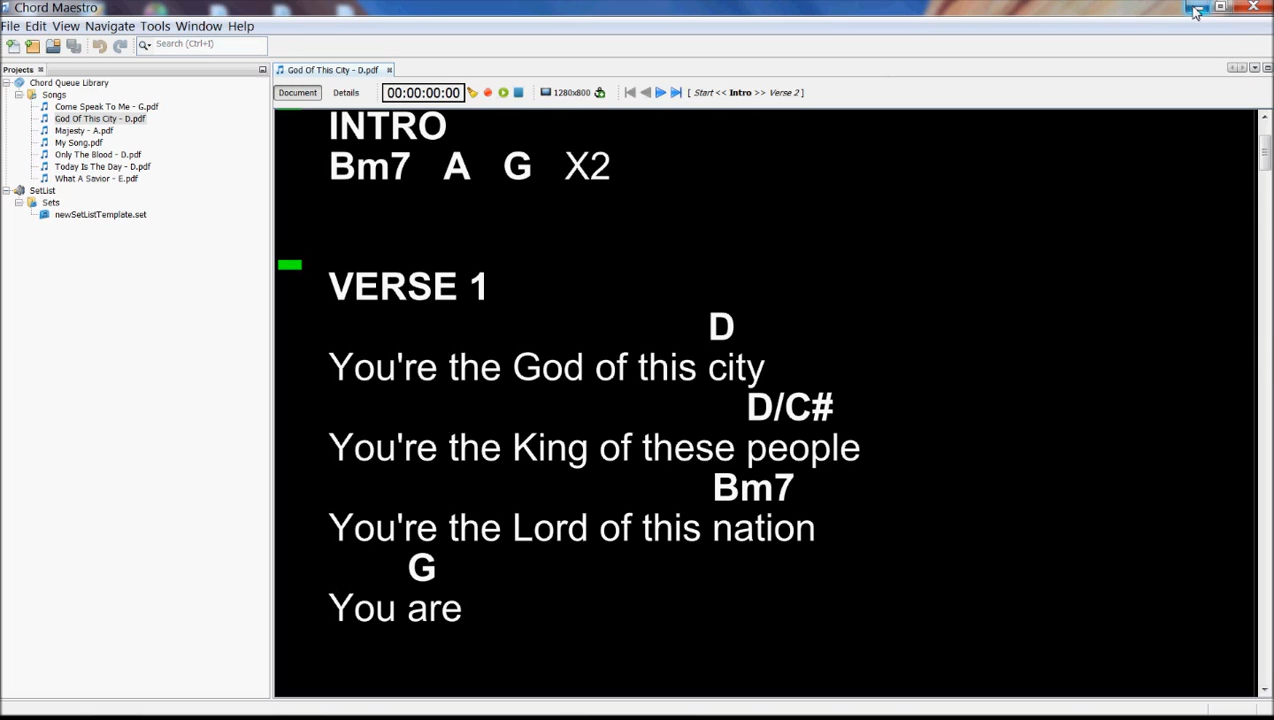 Chord Maestro
File Edit View Navigate Tools Window Help
Search (Ctrl+I)
Projects
God Of This City - D.pdf
Document Details 00:00:00:00 1280x800 [ Start << Intro >> Verse 2 ]
Chord Queue Library
Songs
Come Speak To Me - G.pdf
God Of This City - D.pdf
Majesty - A.pdf
My Song.pdf
Only The Blood - D.pdf
Today Is The Day - D.pdf
What A Savior - E.pdf
SetList
Sets
newSetListTemplate.set
INTRO
Bm7 A G X2
VERSE 1
D
You're the God of this city
D/C#
You're the King of these people
Bm7
You're the Lord of this nation
G
You are